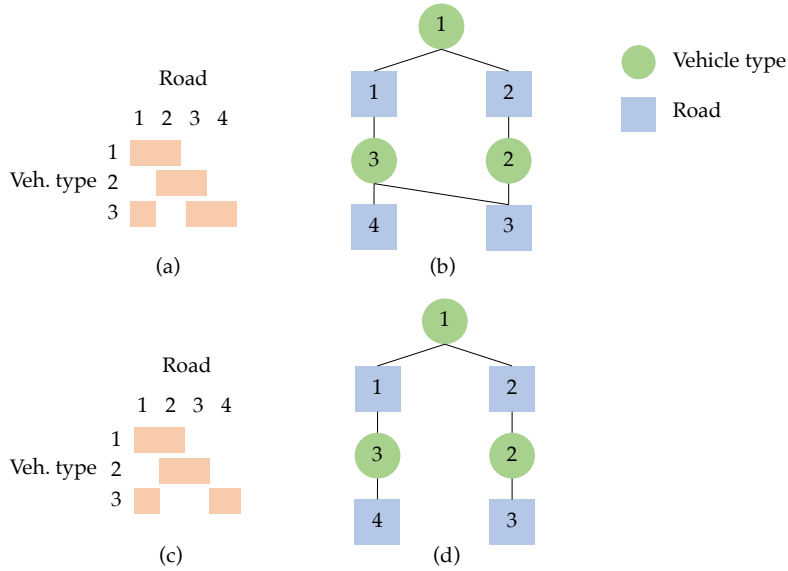 Road
1 2 3 4
1
Veh. type 2
3
(a)
1
1 2
3 2
4 3
(b)
Vehicle type
Road
Road
1 2 3 4
1
Veh. type 2
3
(c)
1
1 2
3 2
4 3
(d)